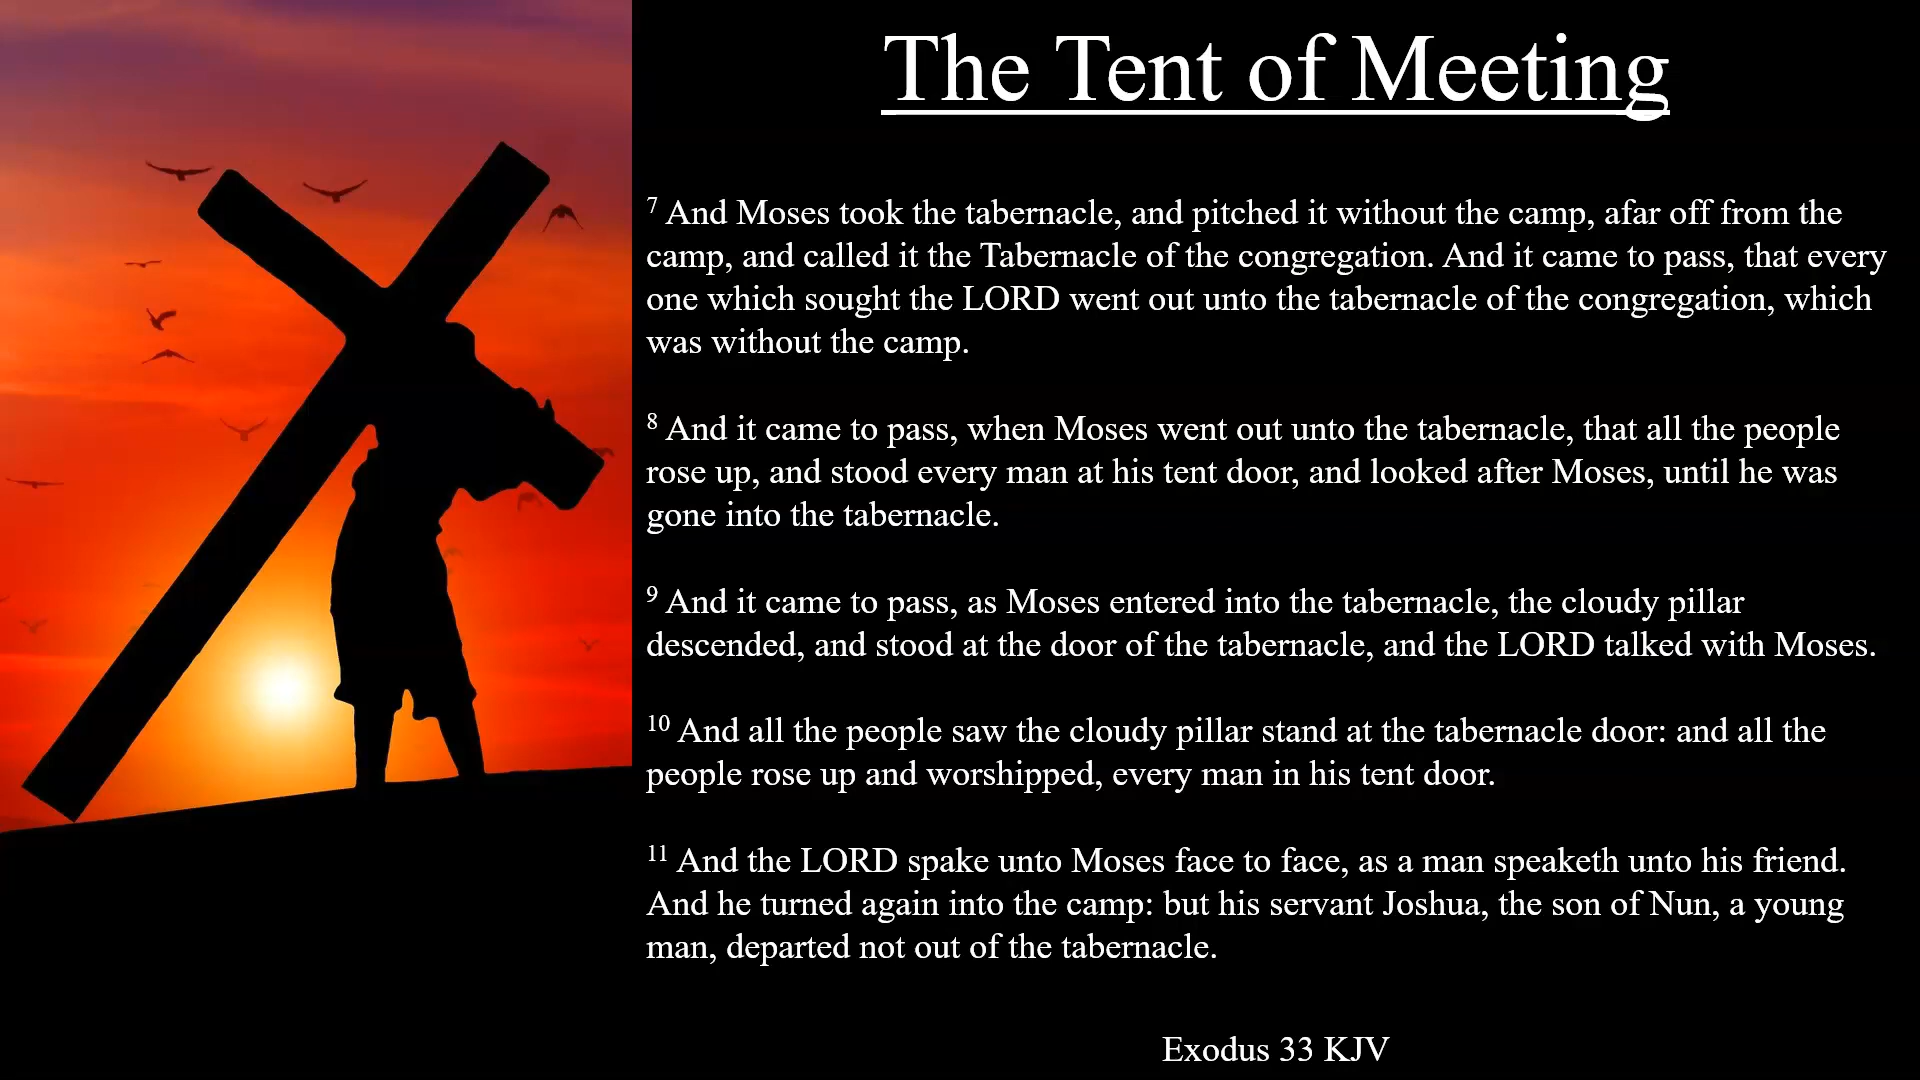 The Tent of Meeting
7 And Moses took the tabernacle, and pitched it without the camp, afar off from the
camp, and called it the Tabernacle of the congregation. And it came to pass, that every
one which sought the LORD went out unto the tabernacle of the congregation, which
was without the camp.
8 And it came to pass, when Moses went out unto the tabernacle, that all the people
rose up, and stood every man at his tent door, and looked after Moses, until he was
gone into the tabernacle.
9 And it came to pass, as Moses entered into the tabernacle, the cloudy pillar
descended, and stood at the door of the tabernacle, and the LORD talked with Moses.
10 And all the people saw the cloudy pillar stand at the tabernacle door: and all the
people rose up and worshipped, every man in his tent door.
11 And the LORD spake unto Moses face to face, as a man speaketh unto his friend.
And he turned again into the camp: but his servant Joshua, the son of Nun, a young
man, departed not out of the tabernacle.
Exodus 33 KJV